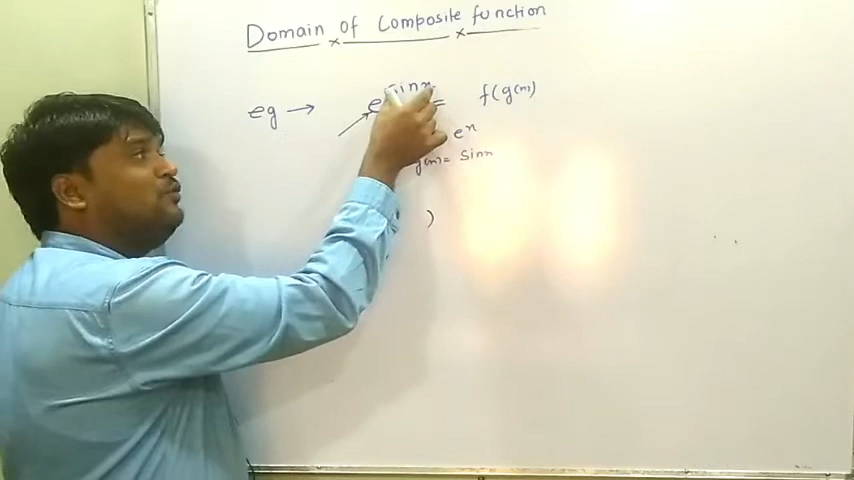 Domain of Composite function
eg → e^sinx = f(g(x))
e^x
g(x) = sinx
)